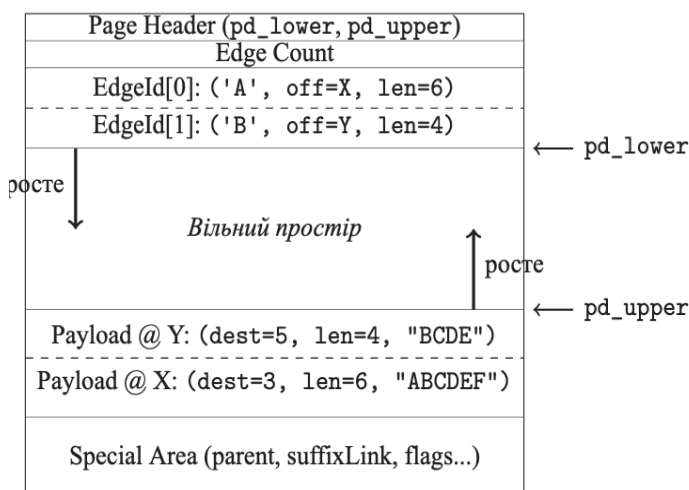 Page Header (pd_lower, pd_upper)
Edge Count
EdgeId[0]: ('A', off=X, len=6)
EdgeId[1]: ('B', off=Y, len=4)
pd_lower
росте
Вільний простір
росте
pd_upper
Payload @ Y: (dest=5, len=4, "BCDE")
Payload @ X: (dest=3, len=6, "ABCDEF")
Special Area (parent, suffixLink, flags...)